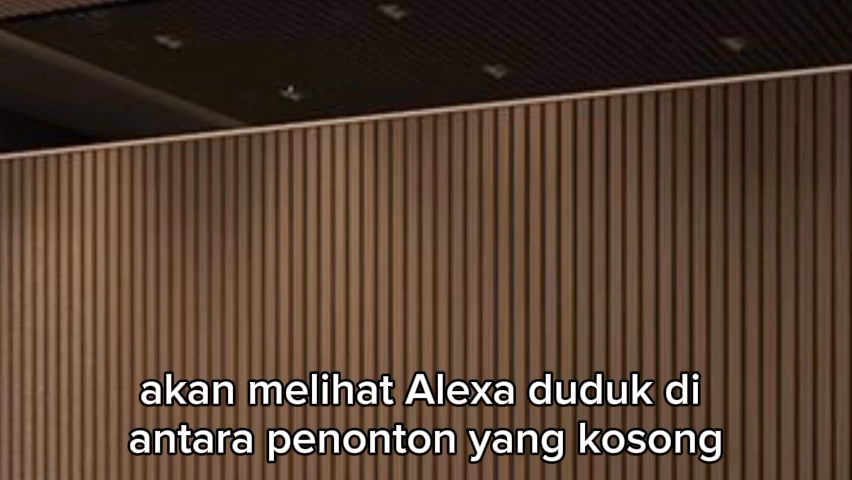 akan melihat Alexa duduk di
antara penonton yang kosong